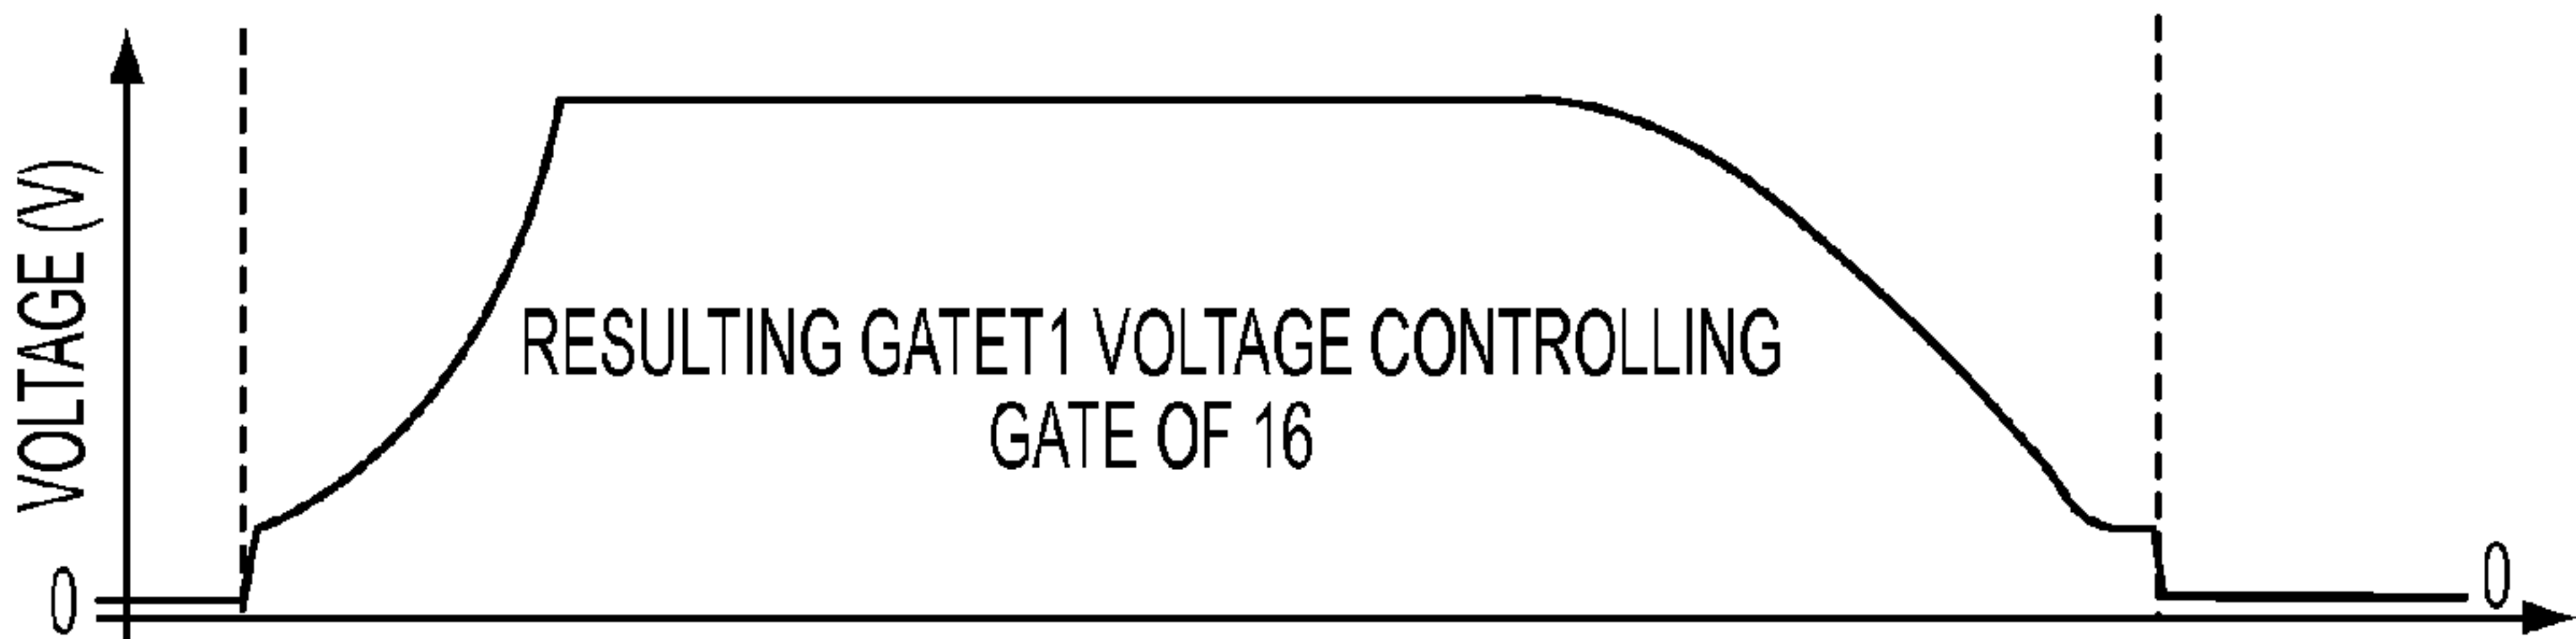 VOLTAGE (V)
0
RESULTING GATET1 VOLTAGE CONTROLLING
GATE OF 16
0